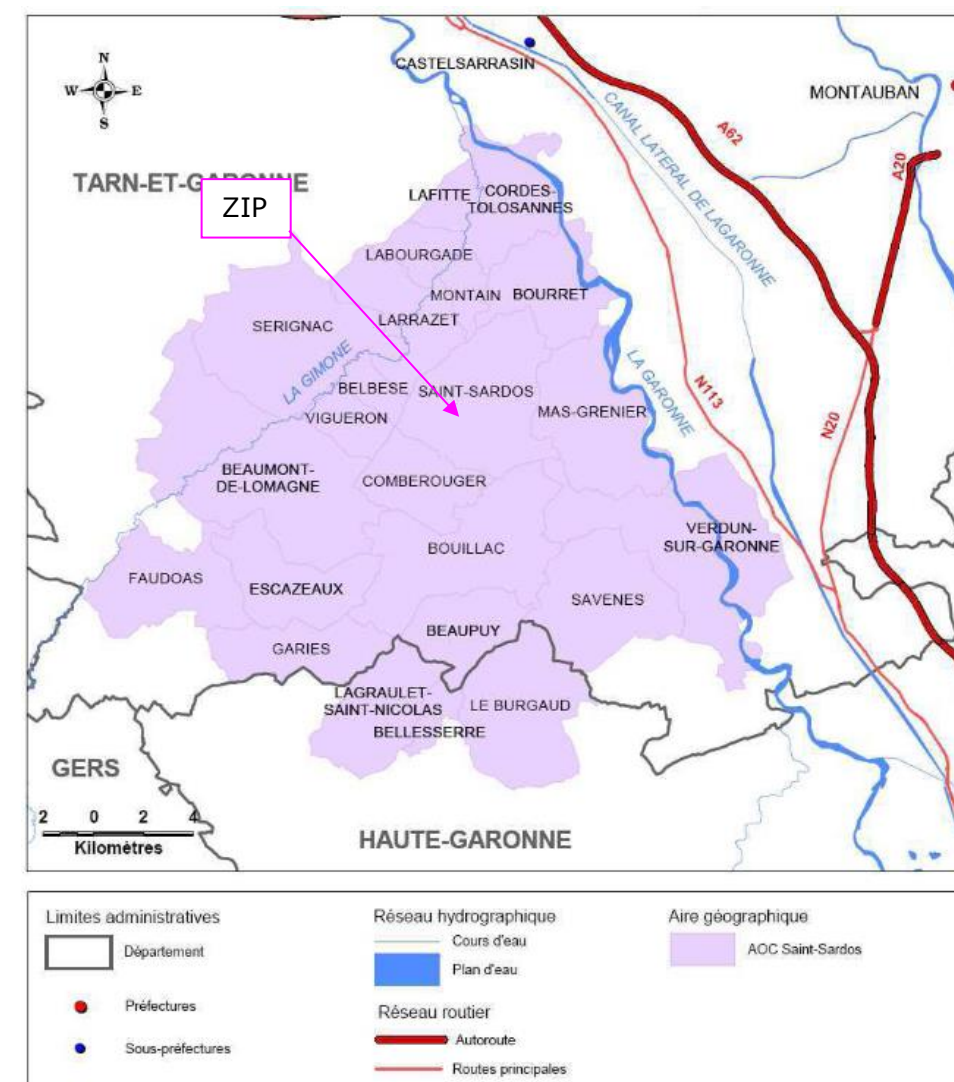 CASTELSARRASIN
N
W E
S
MONTAUBAN
CANAL LATERAL DE LAGARONNE
A62
A20
TARN-ET-GARONNE
ZIP
LAFITTE
CORDES-
TOLOSANNES
LABOURGADE
MONTAIN
BOURRET
LARRAZET
SERIGNAC
LA GIMONE
LA GARONNE
BELBESE
SAINT-SARDOS
N113
VIGUERON
MAS-GRENIER
N20
BEAUMONT-
DE-LOMAGNE
COMBEROUGER
VERDUN-
SUR-GARONNE
BOUILLAC
FAUDOAS
ESCAZEAUX
SAVENES
BEAUPUY
GARIES
LAGRAULET-
SAINT-NICOLAS
LE BURGAUD
BELLESSERRE
GERS
2 0 2 4
Kilomètres
HAUTE-GARONNE
Limites administratives
Département
Préfectures
Sous-préfectures
Réseau hydrographique
Cours d'eau
Plan d'eau
Réseau routier
Autoroute
Routes principales
Aire géographique
AOC Saint-Sardos